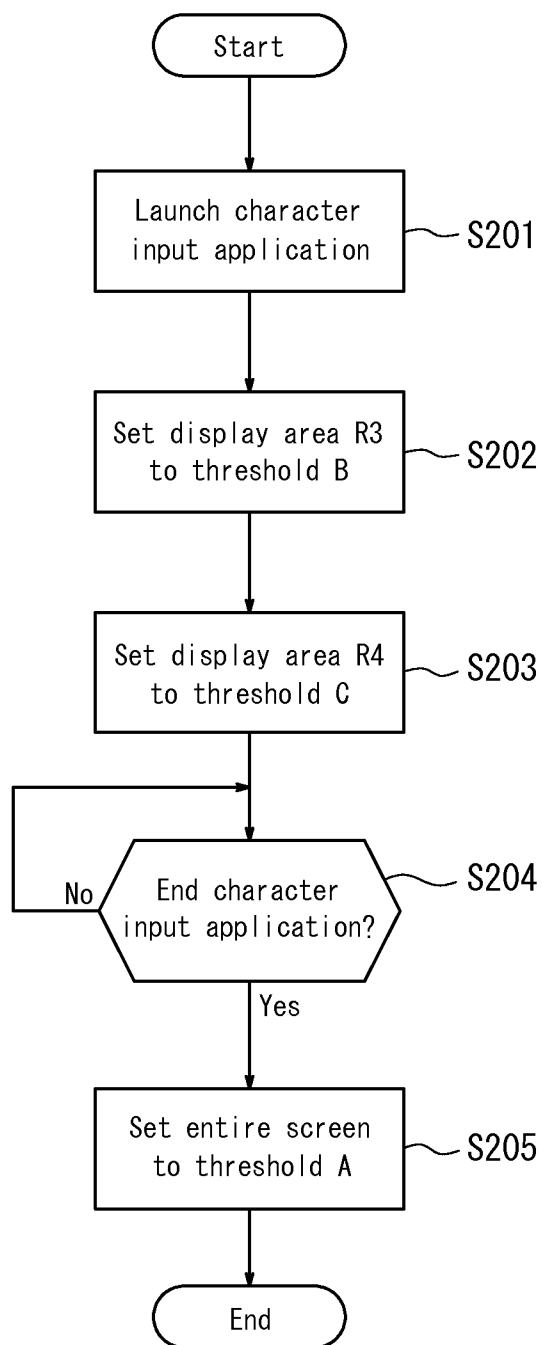 Start
Launch character
input application
S201
Set display area R3
to threshold B
S202
Set display area R4
to threshold C
S203
End character
input application?
S204
No
Yes
Set entire screen
to threshold A
S205
End